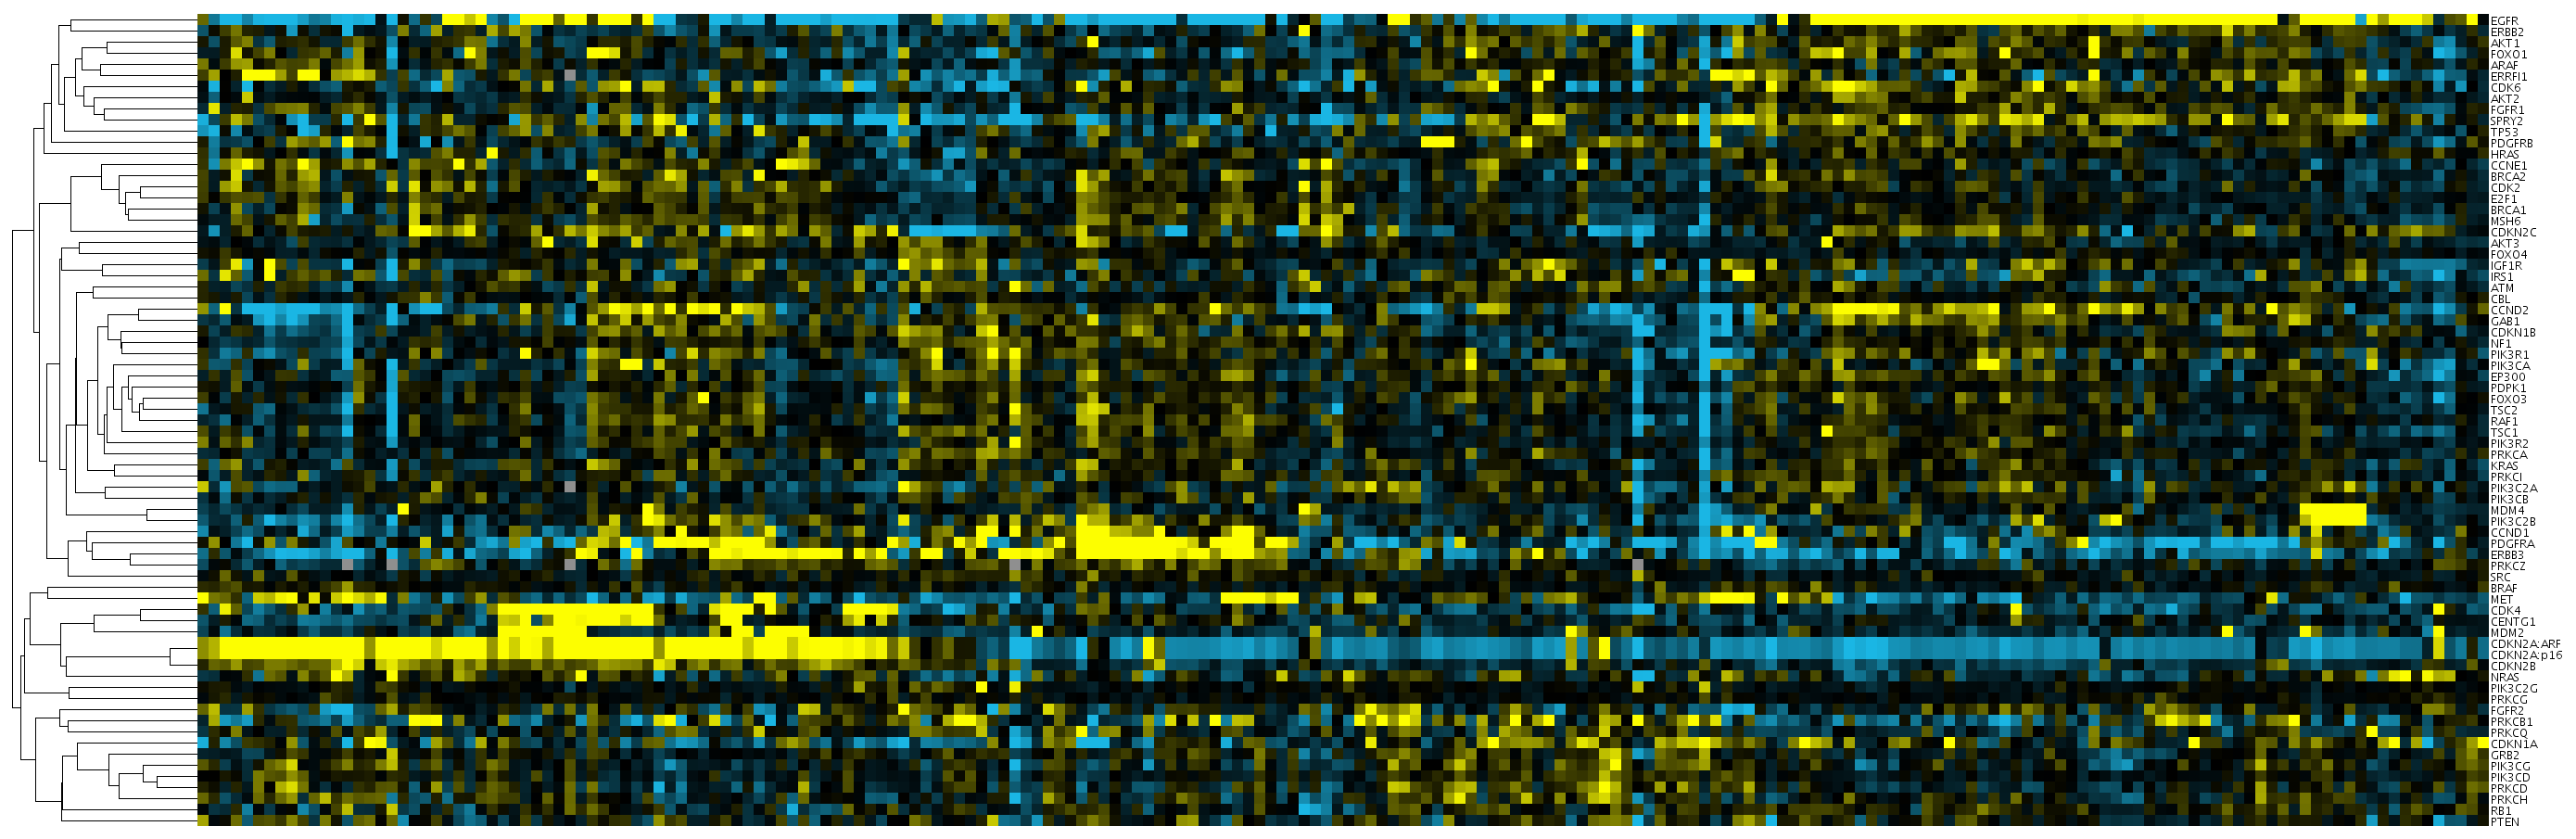 EGFR
ERBB2
AKT1
FOXO1
ARAF
ERRFI1
CDK6
AKT2
FGFR1
SPRY2
TP53
PDGFRB
HRAS
CCNE1
BRCA2
CDK2
E2F1
BRCA1
MSH6
CDKN2C
AKT3
FOXO4
IGF1R
IRS1
ATM
CBL
CCND2
GAB1
CDKN1B
NF1
PIK3R1
PIK3CA
EP300
PDPK1
FOXO3
TSC2
RAF1
TSC1
PIK3R2
PRKCA
KRAS
PRKCI
PIK3C2A
PIK3CB
MDM4
PIK3C2B
CCND1
PDGFRA
ERBB3
PRKCZ
SRC
BRAF
MET
CDK4
CENTG1
MDM2
CDKN2A:ARF
CDKN2A:p16
CDKN2B
NRAS
PIK3C2G
PRKCG
FGFR2
PRKCB1
PRKCQ
CDKN1A
GRB2
PIK3CG
PIK3CD
PRKCD
PRKCH
RB1
PTEN